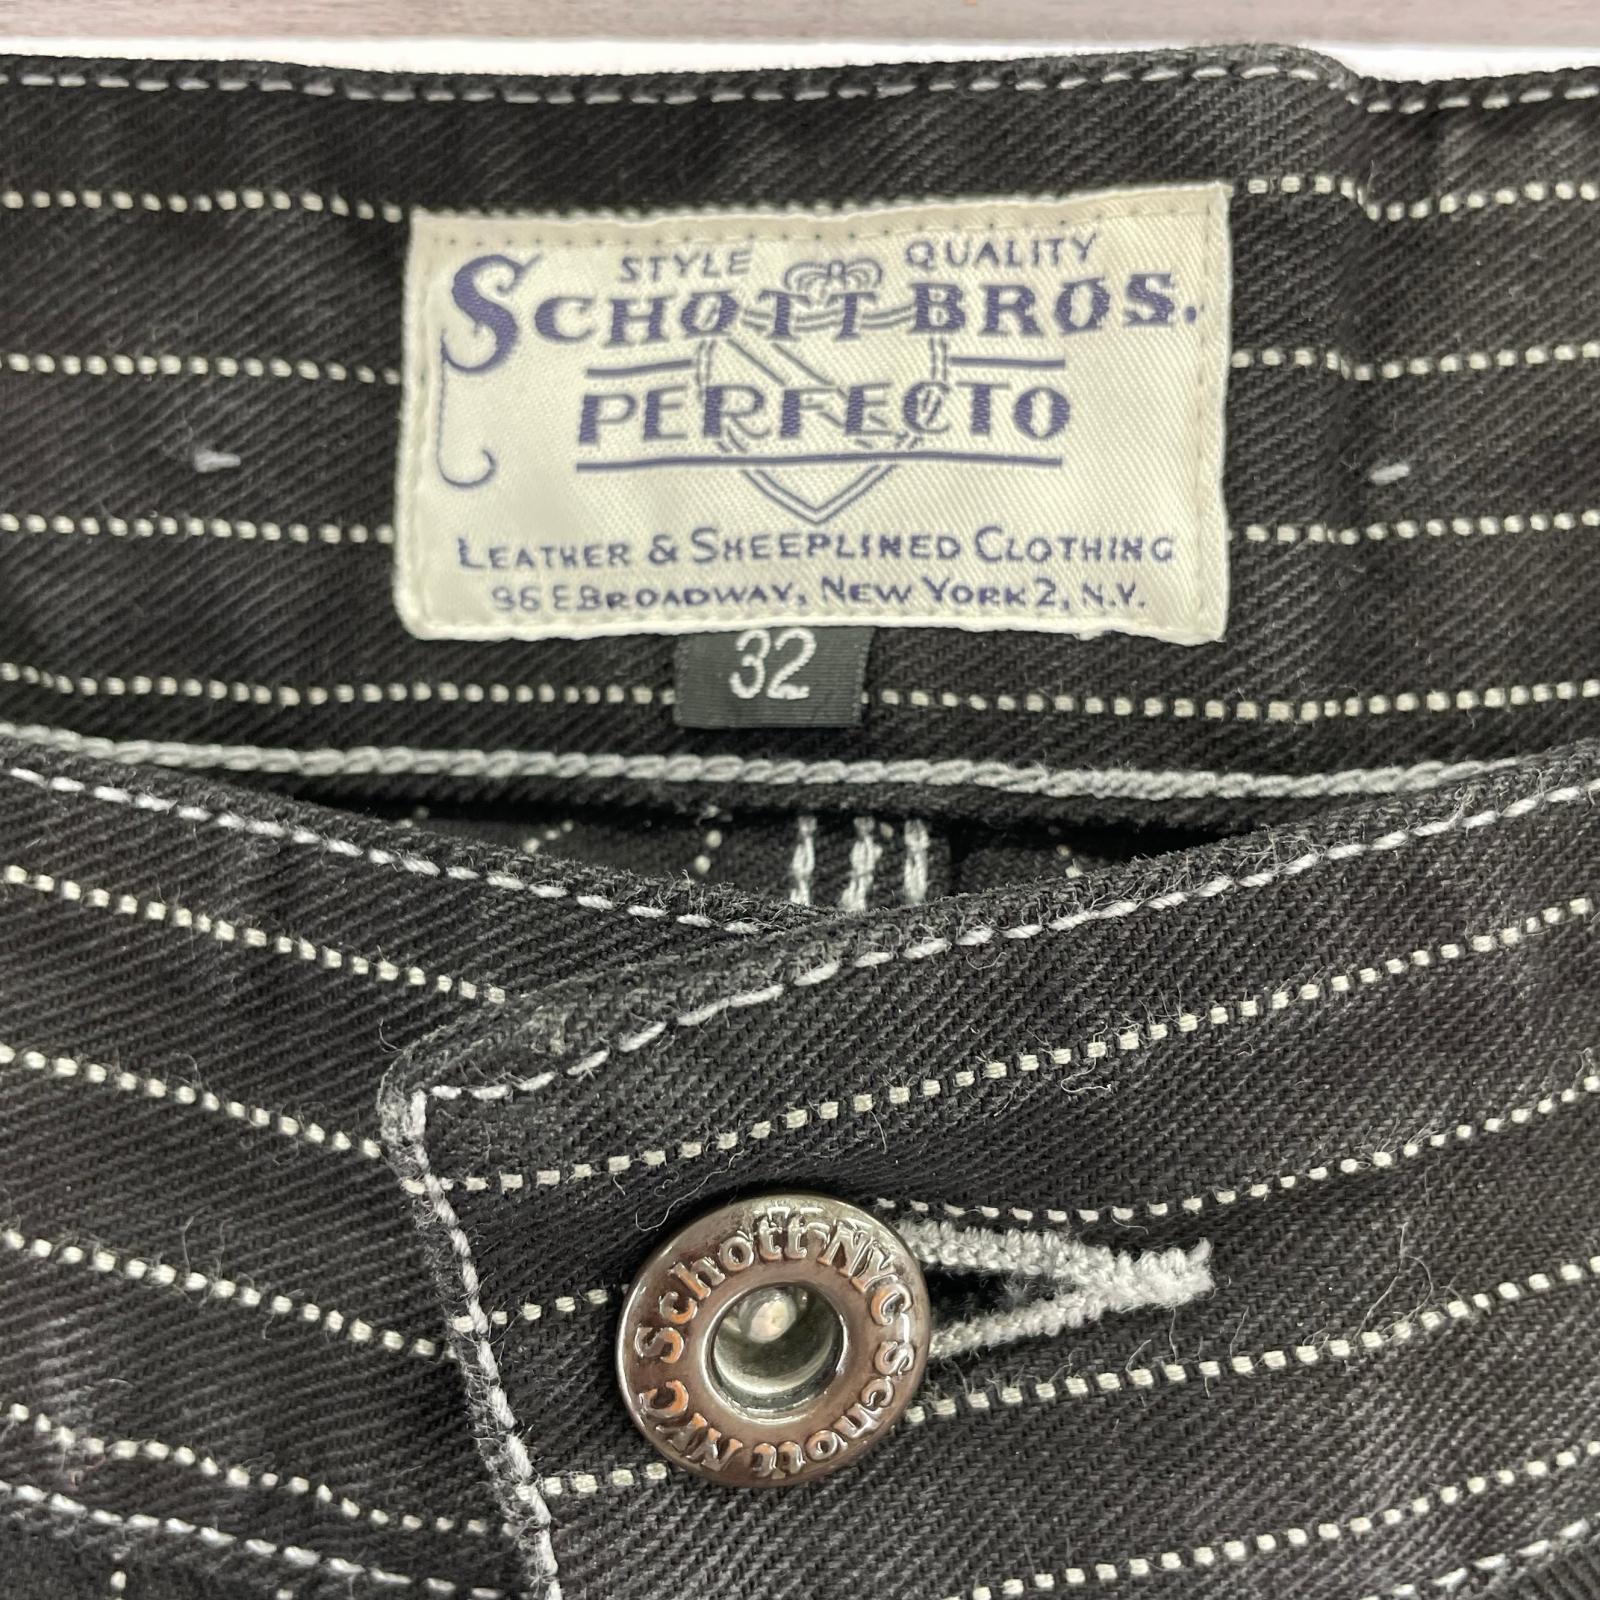 STYLE QUALITY
SCHOTT BROS.
PERFECTO
LEATHER & SHEEPLINED CLOTHING
96 E BROADWAY, NEW YORK 2, N.Y.
32
Schott·NYC·Schott NYC